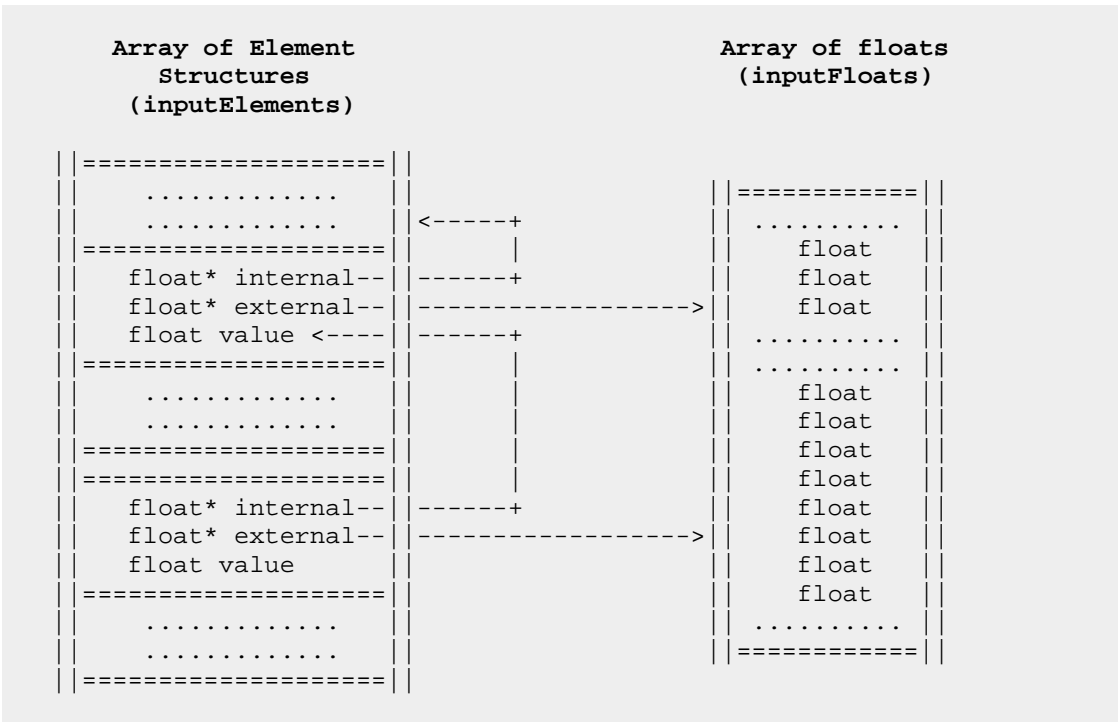 Array of Element                        Array of floats
   Structures                            (inputFloats)
 (inputElements)
||====================||
||    .............   ||                   ||============||
||    .............   ||<-----+            || .......... ||
||====================||      |            ||    float   ||
||   float* internal--||------+            ||    float   ||
||   float* external--||------------------>||    float   ||
||   float value <----||------+            || .......... ||
||====================||      |            || .......... ||
||    .............   ||      |            ||    float   ||
||    .............   ||      |            ||    float   ||
||====================||      |            ||    float   ||
||====================||      |            ||    float   ||
||   float* internal--||------+            ||    float   ||
||   float* external--||------------------>||    float   ||
||   float value      ||                   ||    float   ||
||====================||                   ||    float   ||
||    .............   ||                   || .......... ||
||    .............   ||                   ||============||
||====================||